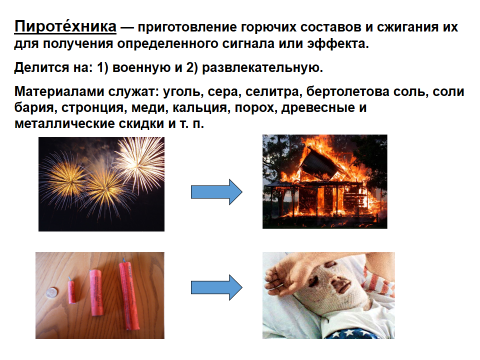 Пироте́хника — приготовление горючих составов и сжигания их
для получения определенного сигнала или эффекта.
Делится на: 1) военную и 2) развлекательную.
Материалами служат: уголь, сера, селитра, бертолетова соль, соли
бария, стронция, меди, кальция, порох, древесные и
металлические скидки и т. п.